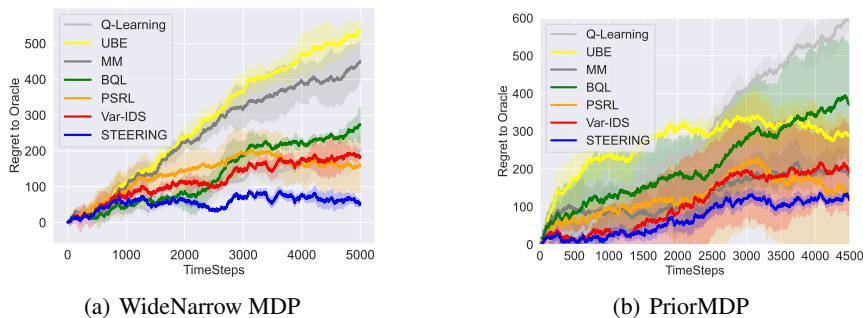 Q-Learning
UBE
MM
BQL
PSRL
Var-IDS
STEERING
Regret to Oracle
500
400
300
200
100
0
0 1000 2000 3000 4000 5000
TimeSteps
(a) WideNarrow MDP
Q-Learning
UBE
MM
BQL
PSRL
Var-IDS
STEERING
Regret to Oracle
600
500
400
300
200
100
0
0 500 1000 1500 2000 2500 3000 3500 4000 4500
TimeSteps
(b) PriorMDP